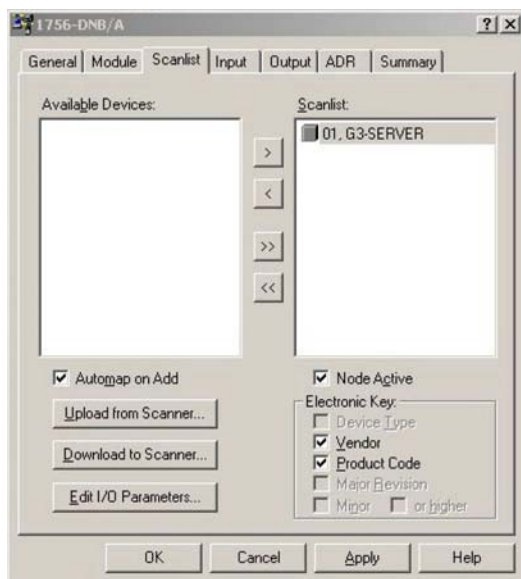 1756-DNB/A
General Module Scanlist Input Output ADR Summary
Available Devices:
Scanlist:
01, G3-SERVER
>
<
>>
<<
Automap on Add
Node Active
Upload from Scanner...
Download to Scanner...
Edit I/O Parameters...
Electronic Key:
Device Type
Vendor
Product Code
Major Revision
Minor or higher
OK Cancel Apply Help